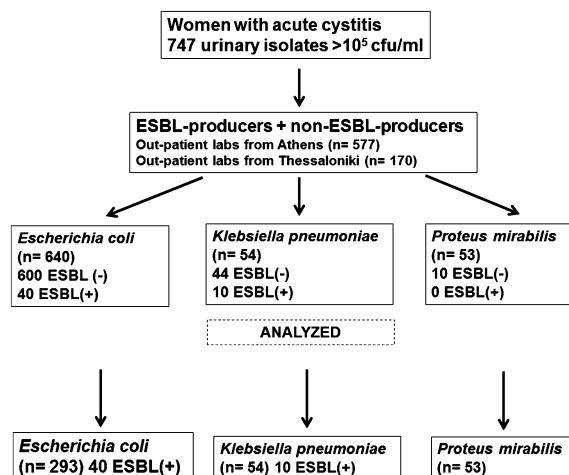 Women with acute cystitis
747 urinary isolates >10⁵ cfu/ml
ESBL-producers + non-ESBL-producers
Out-patient labs from Athens (n= 577)
Out-patient labs from Thessaloniki (n= 170)
Escherichia coli
(n= 640)
600 ESBL (-)
40 ESBL(+)
Klebsiella pneumoniae
(n= 54)
44 ESBL(-)
10 ESBL(+)
Proteus mirabilis
(n= 53)
10 ESBL(-)
0 ESBL(+)
ANALYZED
Escherichia coli
(n= 293) 40 ESBL(+)
Klebsiella pneumoniae
(n= 54) 10 ESBL(+)
Proteus mirabilis
(n= 53)